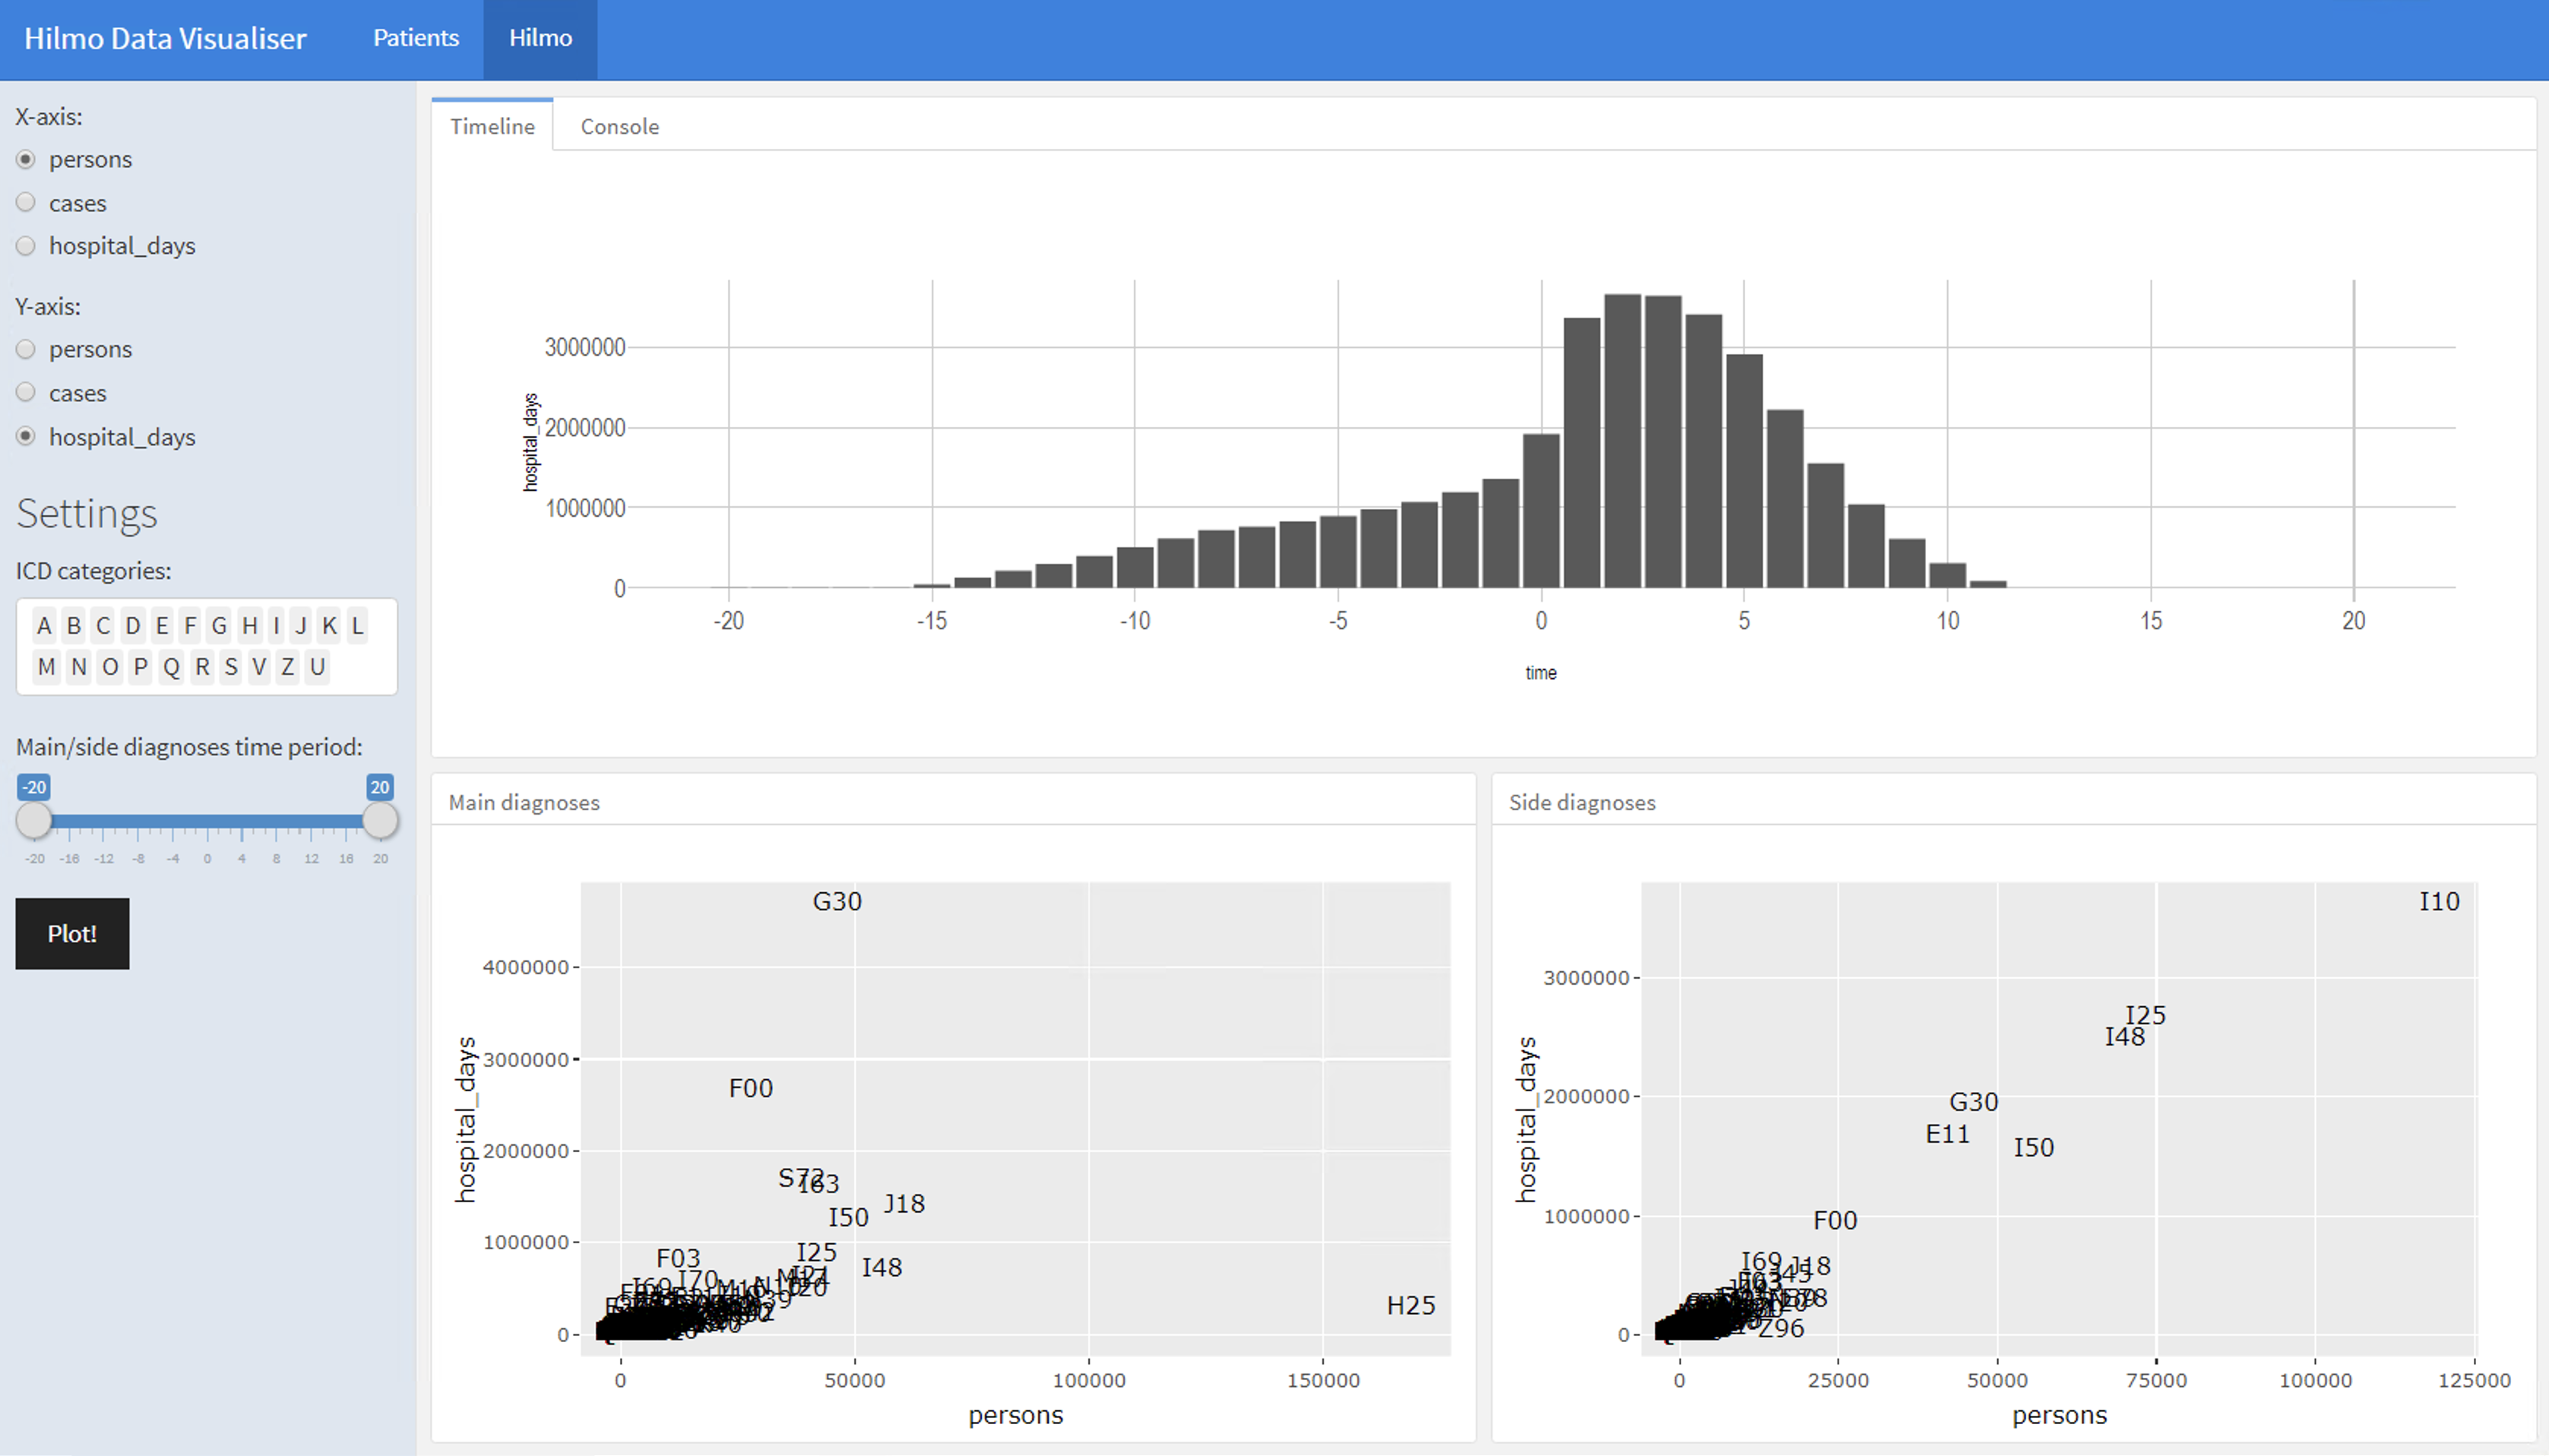 Hilmo Data Visualiser Patients Hilmo
X-axis:
persons
cases
hospital_days
Y-axis:
persons
cases
hospital_days
Settings
ICD categories:
A B C D E F G H I J K L
M N O P Q R S V Z U
Main/side diagnoses time period:
-20 20
-20 -16 -12 -8 -4 0 4 8 12 16 20
Plot!
Timeline Console
hospital_days
3000000
2000000
1000000
0
-20 -15 -10 -5 0 5 10 15 20
time
Main diagnoses
hospital_days
4000000
3000000
2000000
1000000
0
G30
F00
S72
I63
J18
I50
I25
F03
I48
I70
I69
H25
0 50000 100000 150000
persons
Side diagnoses
hospital_days
3000000
2000000
1000000
0
I10
I25
I48
G30
E11
I50
F00
I69
J18
Z96
0 25000 50000 75000 100000 125000
persons